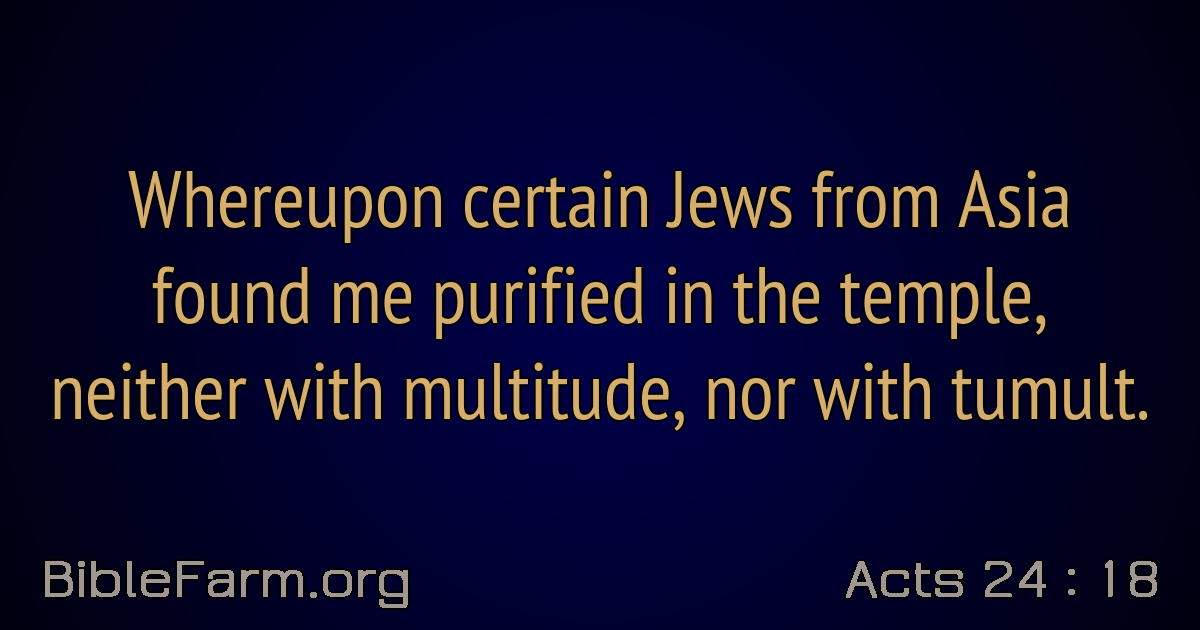 Whereupon certain Jews from Asia
found me purified in the temple,
neither with multitude, nor with tumult.
BibleFarm.org
Acts 24 : 18